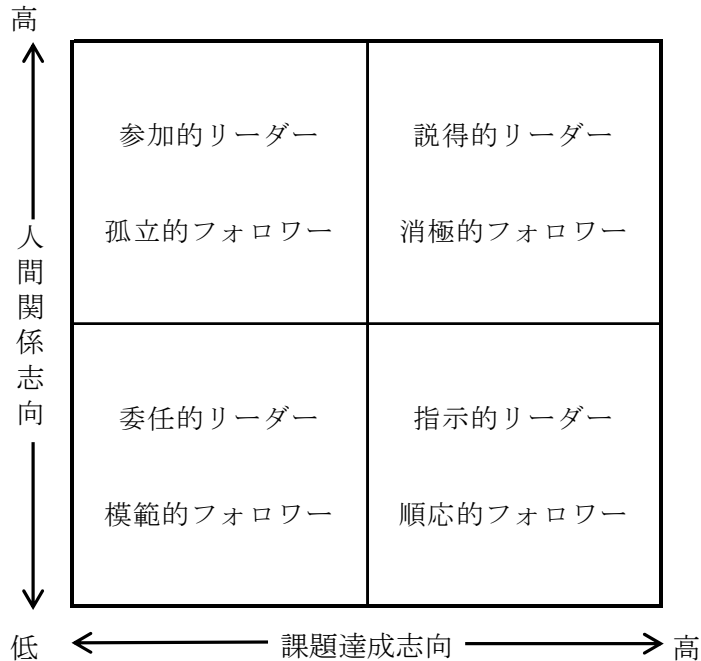 高
参加的リーダー
説得的リーダー
孤立的フォロワー
消極的フォロワー
人間関係志向
委任的リーダー
指示的リーダー
模範的フォロワー
順応的フォロワー
低
課題達成志向
高